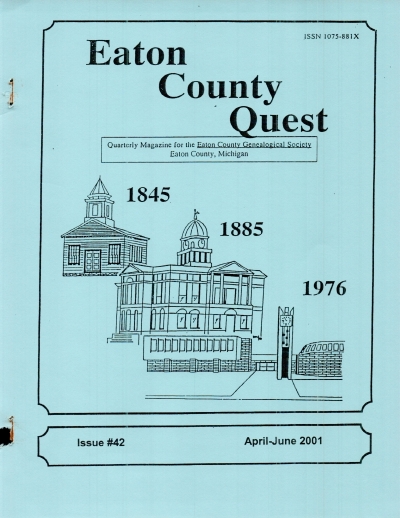 ISSN 1075-881X
Eaton
County
Quest
Quarterly Magazine for the Eaton County Genealogical Society
Eaton County, Michigan
1845
1885
1976
Issue #42
April-June 2001